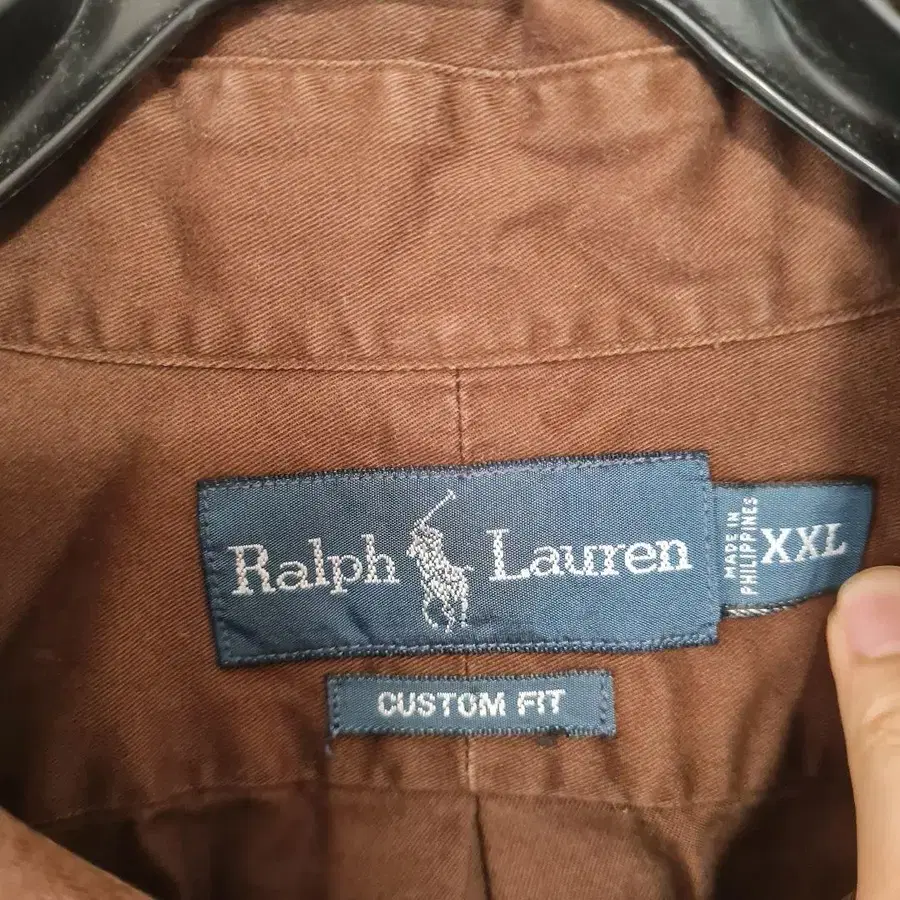 Ralph Lauren
MADE IN
PHILIPPINES
XXL
CUSTOM FIT